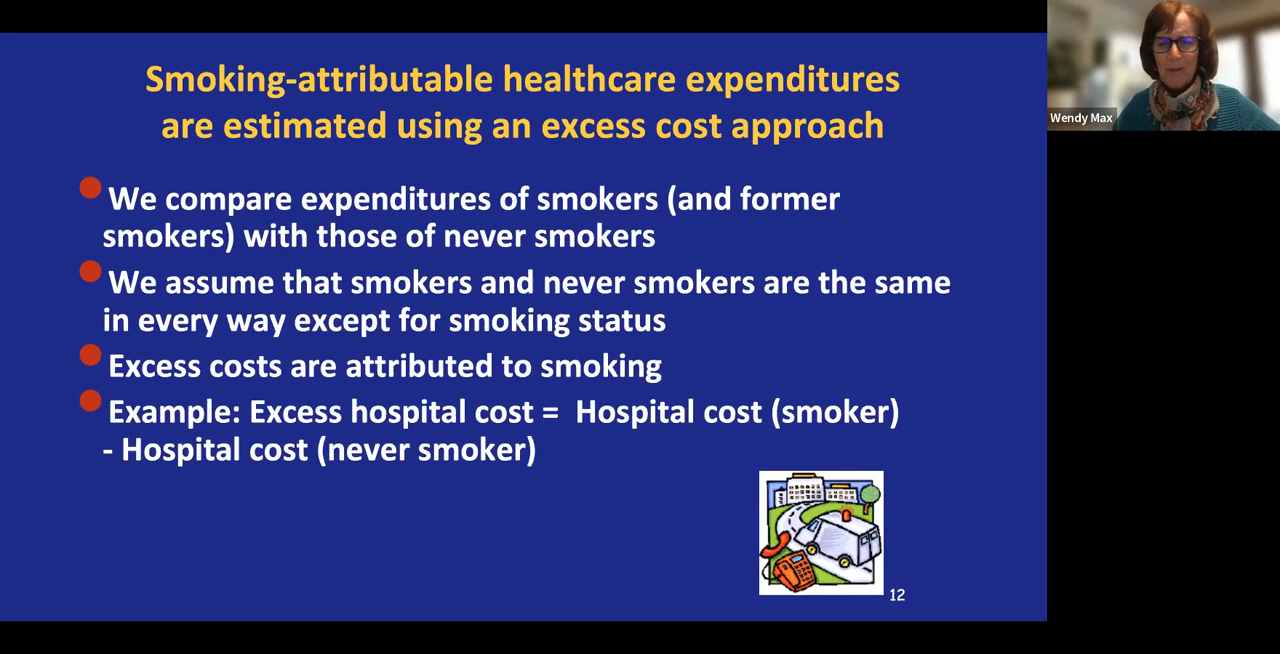 Smoking-attributable healthcare expenditures
are estimated using an excess cost approach
We compare expenditures of smokers (and former
smokers) with those of never smokers
We assume that smokers and never smokers are the same
in every way except for smoking status
Excess costs are attributed to smoking
Example: Excess hospital cost = Hospital cost (smoker)
- Hospital cost (never smoker)
12
Wendy Max